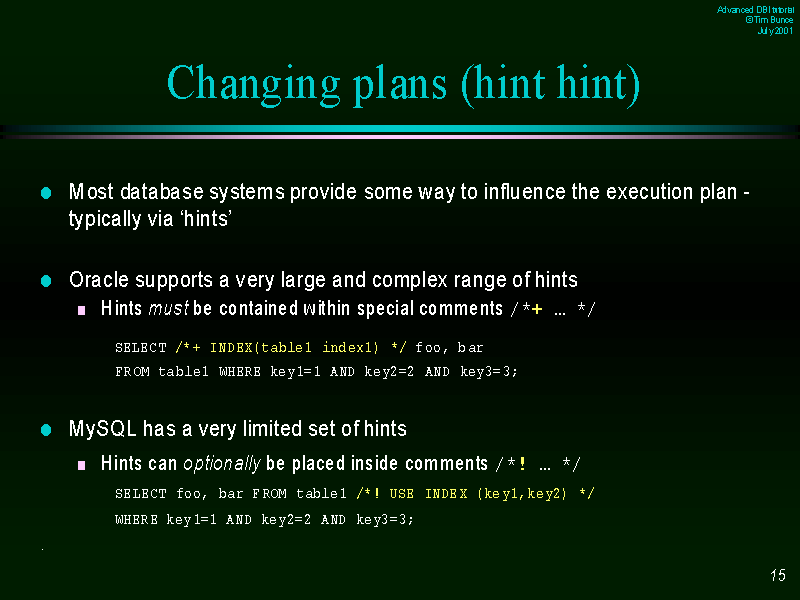 Advanced DBI tutorial
© Tim Bunce
July 2001
Changing plans (hint hint)
Most database systems provide some way to influence the execution plan -
typically via ‘hints’
Oracle supports a very large and complex range of hints
Hints must be contained within special comments /*+ … */
SELECT /*+ INDEX(table1 index1) */ foo, bar
FROM table1 WHERE key1=1 AND key2=2 AND key3=3;
MySQL has a very limited set of hints
Hints can optionally be placed inside comments /*! … */
SELECT foo, bar FROM table1 /*! USE INDEX (key1,key2) */
WHERE key1=1 AND key2=2 AND key3=3;
.
15